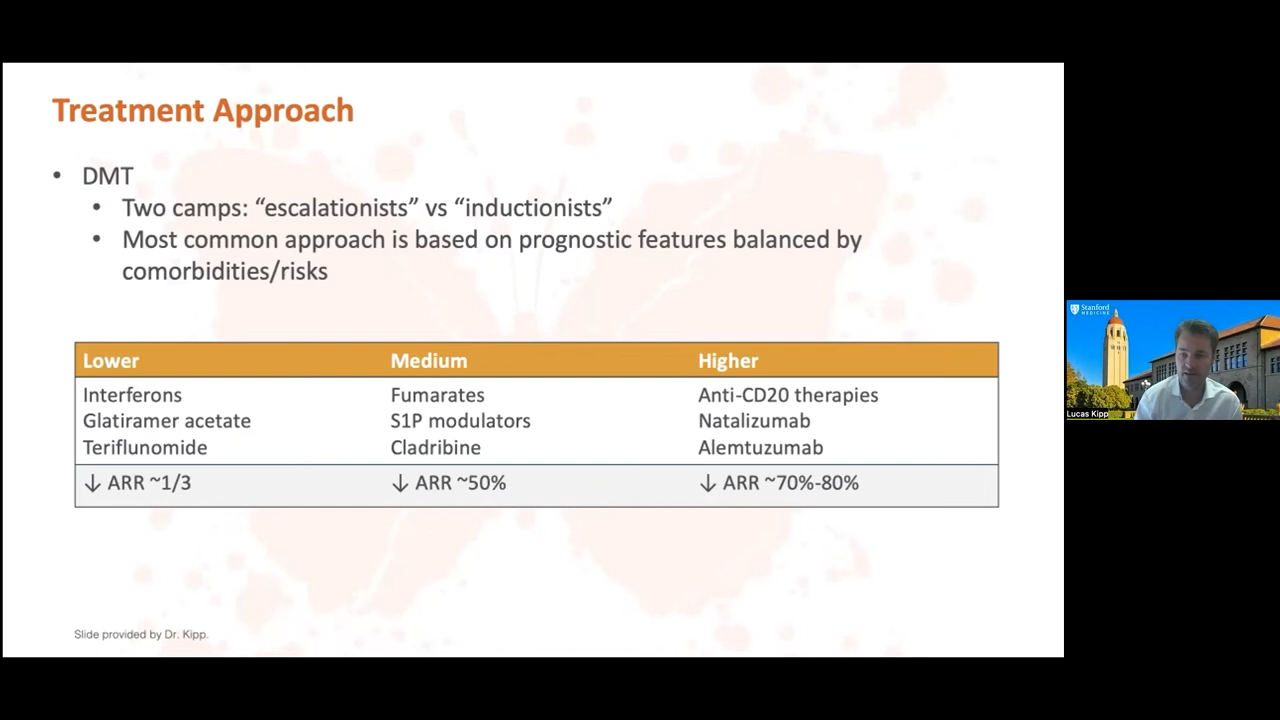 Treatment Approach
• DMT
• Two camps: “escalationists” vs “inductionists”
• Most common approach is based on prognostic features balanced by
comorbidities/risks
Lower Medium Higher
Interferons Fumarates Anti-CD20 therapies
Glatiramer acetate S1P modulators Natalizumab
Teriflunomide Cladribine Alemtuzumab
↓ ARR ~1/3 ↓ ARR ~50% ↓ ARR ~70%-80%
Slide provided by Dr. Kipp.
Stanford
MEDICINE
Lucas Kipp